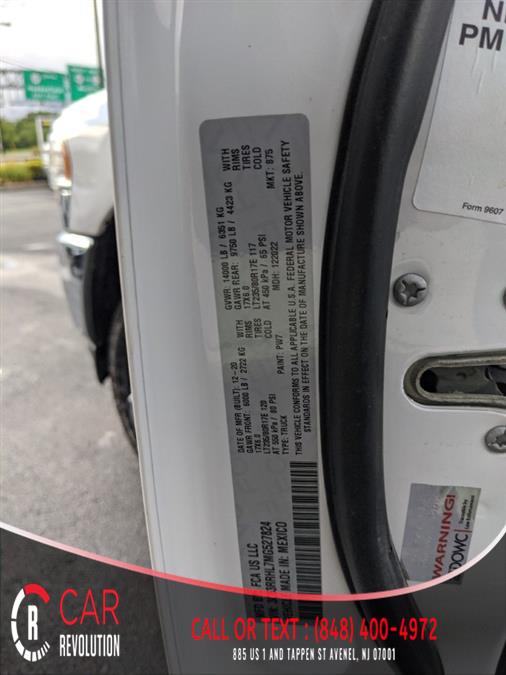 MFD BY: FCA US LLC
DATE OF MFR (BUILT): 12-20
GVWR: 14000 LB / 6351 KG
GAWR FRONT: 6000 LB / 2722 KG
WITH
GAWR REAR: 9750 LB / 4423 KG
WITH
17X6.0
RIMS
17X6.0
RIMS
LT235/80R17E 120
TIRES
LT235/80R17E 117
TIRES
AT 550 kPa / 80 PSI
COLD
AT 450 kPa / 65 PSI
COLD
TYPE: TRUCK
PAINT: PW7
MDH: 122022
MKT: B75
THIS VEHICLE CONFORMS TO ALL APPLICABLE U.S.A. FEDERAL MOTOR VEHICLE SAFETY
STANDARDS IN EFFECT ON THE DATE OF MANUFACTURE SHOWN ABOVE.
MADE IN: MEXICO
PM
Form 9607
WARNING!
CAR
REVOLUTION
R
CALL OR TEXT : (848) 400-4972
885 US 1 AND TAPPEN ST AVENEL, NJ 07001